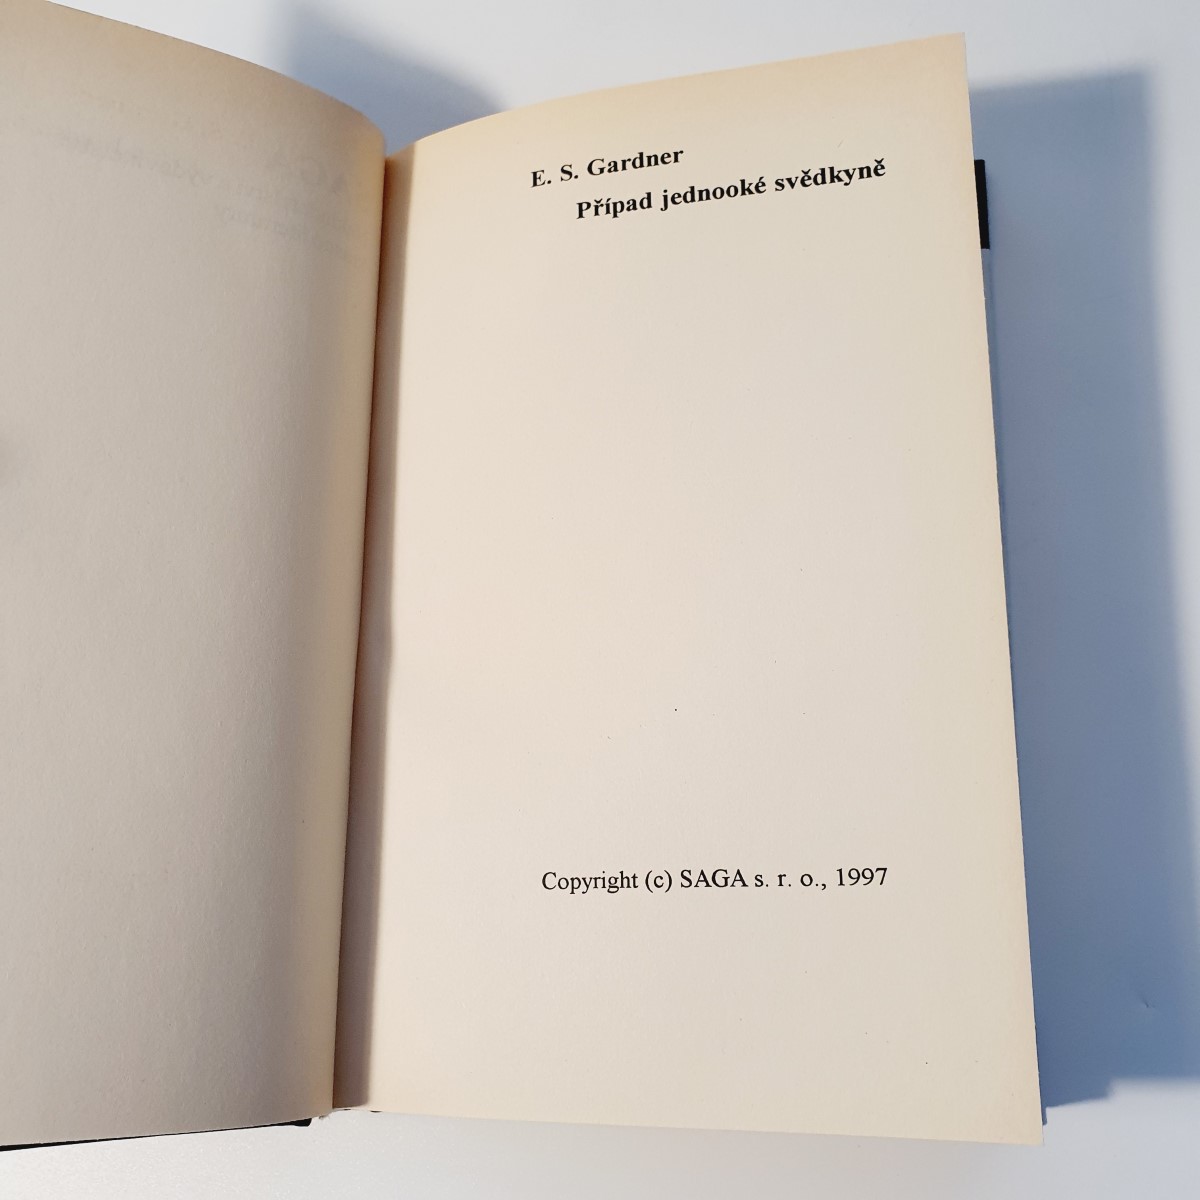 E. S. Gardner
Případ jednooké svědkyně
Copyright (c) SAGA s. r. o., 1997